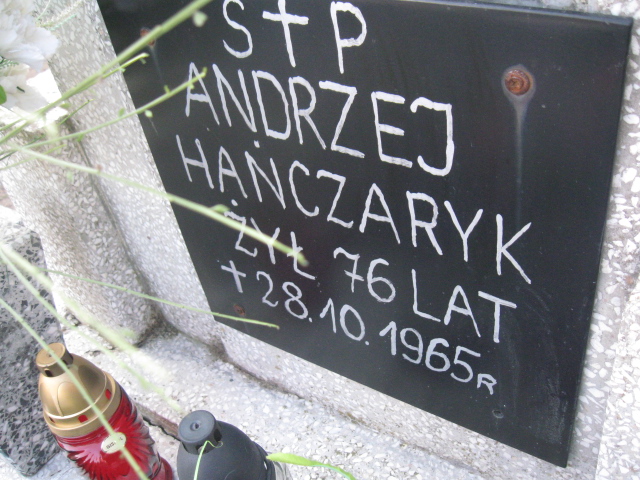 S✝P
ANDRZEJ
HAŃCZARYK
ŻYŁ 76 LAT
✝28.10.1965R